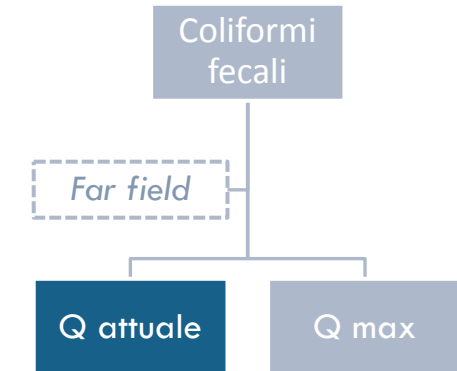 Coliformi
fecali
Far field
Q attuale
Q max